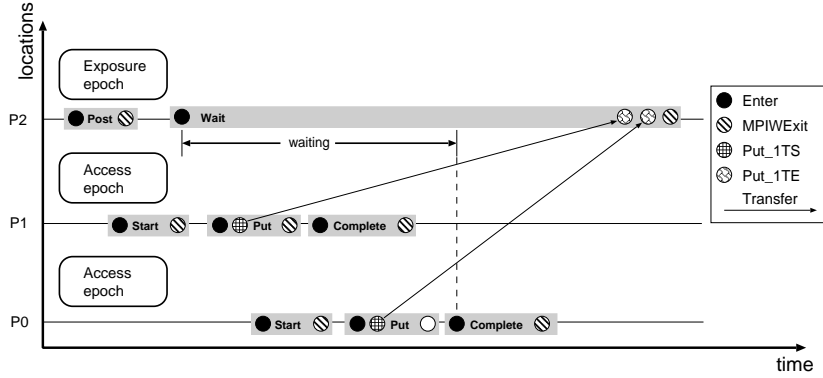 locations
Exposure
epoch
P2
Post
Wait
waiting
Access
epoch
P1
Start
Put
Complete
Access
epoch
P0
Start
Put
Complete
time
Enter
MPIWExit
Put_1TS
Put_1TE
Transfer